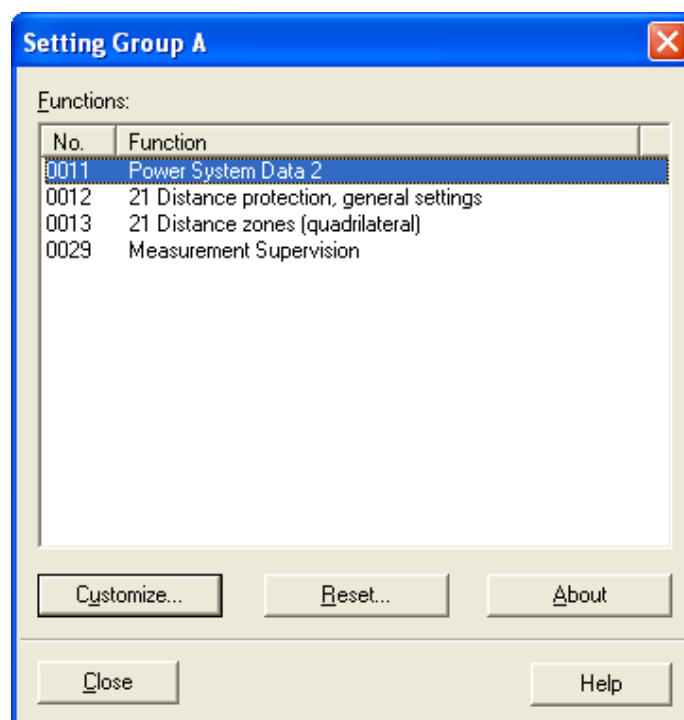 Setting Group A
Functions:
No. Function
0011 Power System Data 2
0012 21 Distance protection, general settings
0013 21 Distance zones (quadrilateral)
0029 Measurement Supervision
Customize... Reset... About
Close Help